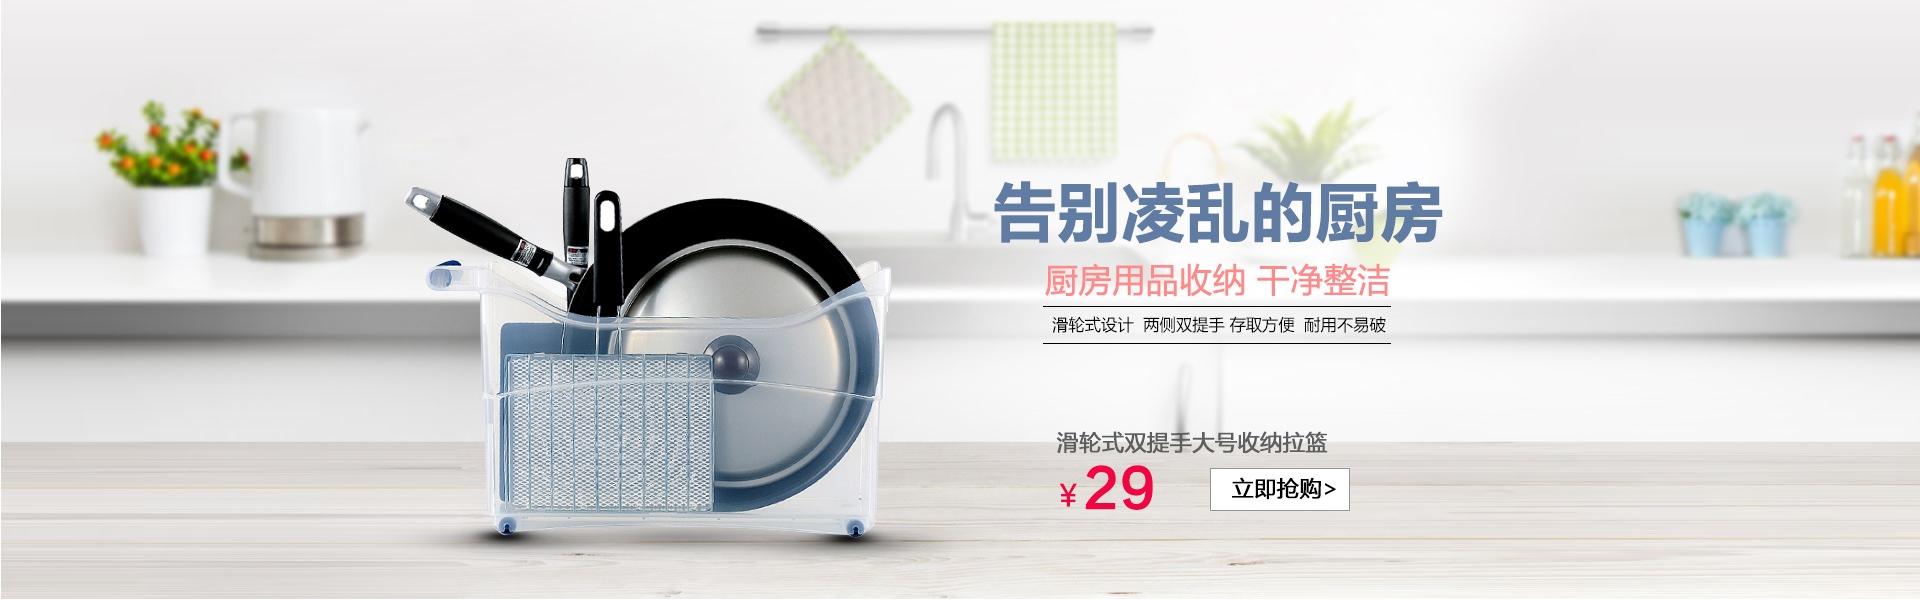 告别凌乱的厨房
厨房用品收纳 干净整洁
滑轮式设计 两侧双提手 存取方便 耐用不易破
滑轮式双提手大号收纳拉篮
¥29
立即抢购>